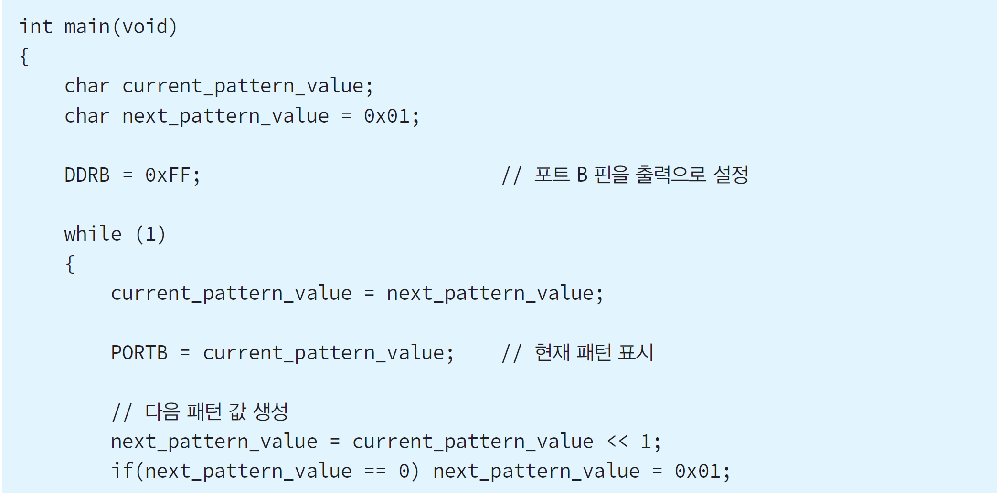 int main(void)
{
    char current_pattern_value;
    char next_pattern_value = 0x01;

    DDRB = 0xFF;                          // 포트 B 핀을 출력으로 설정

    while (1)
    {
        current_pattern_value = next_pattern_value;

        PORTB = current_pattern_value;    // 현재 패턴 표시

        // 다음 패턴 값 생성
        next_pattern_value = current_pattern_value << 1;
        if(next_pattern_value == 0) next_pattern_value = 0x01;